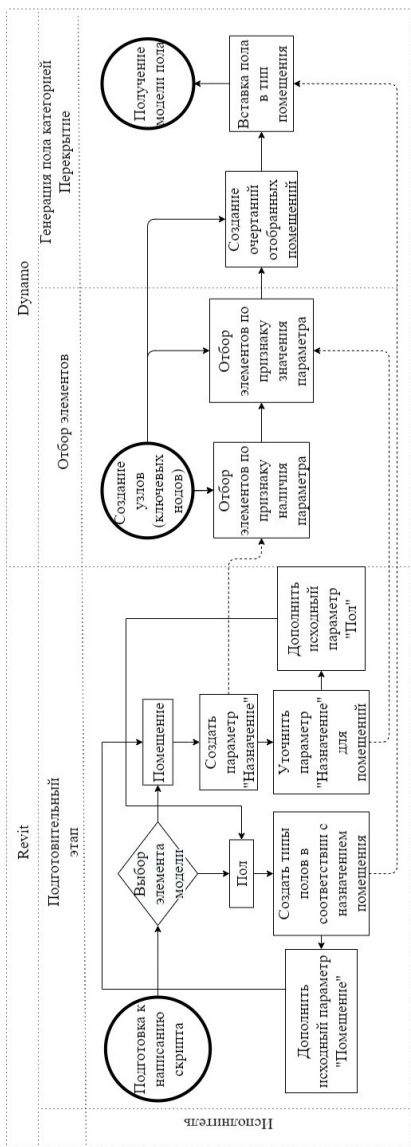 Revit
Dynamo
Подготовительный
этап
Отбор элементов
Генерация пола категорией
Перекрытие
Исполнитель
Подготовка к
написанию
скрипта
Выбор
элемента
модели
Помещение
Создать
параметр
"Назначение"
Уточнить
параметр
"Назначение"
для
помещений
Дополнить
исходный
параметр
"Пол"
Пол
Создать типы
полов в
соответствии с
назначением
помещения
Дополнить
исходный параметр
"Помещение"
Создание
узлов
(ключевых
нодов)
Отбор
элементов по
признаку
наличия
параметра
Отбор
элементов по
признаку
значения
параметра
Создание
очертаний
отобранных
помещений
Вставка пола
в тип
помещения
Получение
модели пола